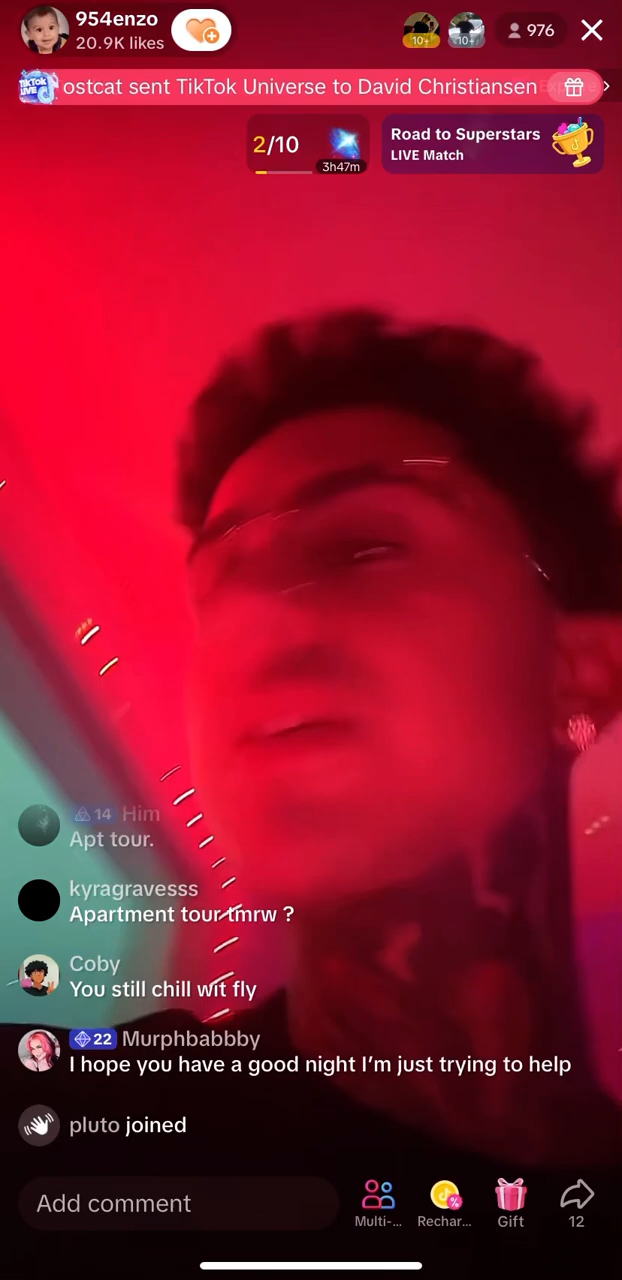 954enzo
20.9K likes
10+
10+
976
TikTok LIVE
ostcat sent TikTok Universe to David Christiansen
2/10
3h47m
Road to Superstars
LIVE Match
14 Him
Apt tour.
kyragravesss
Apartment tour tmrw ?
Coby
You still chill wit fly
22 Murphbabbby
I hope you have a good night I’m just trying to help
pluto joined
Add comment
Multi-...
Rechar...
Gift
12